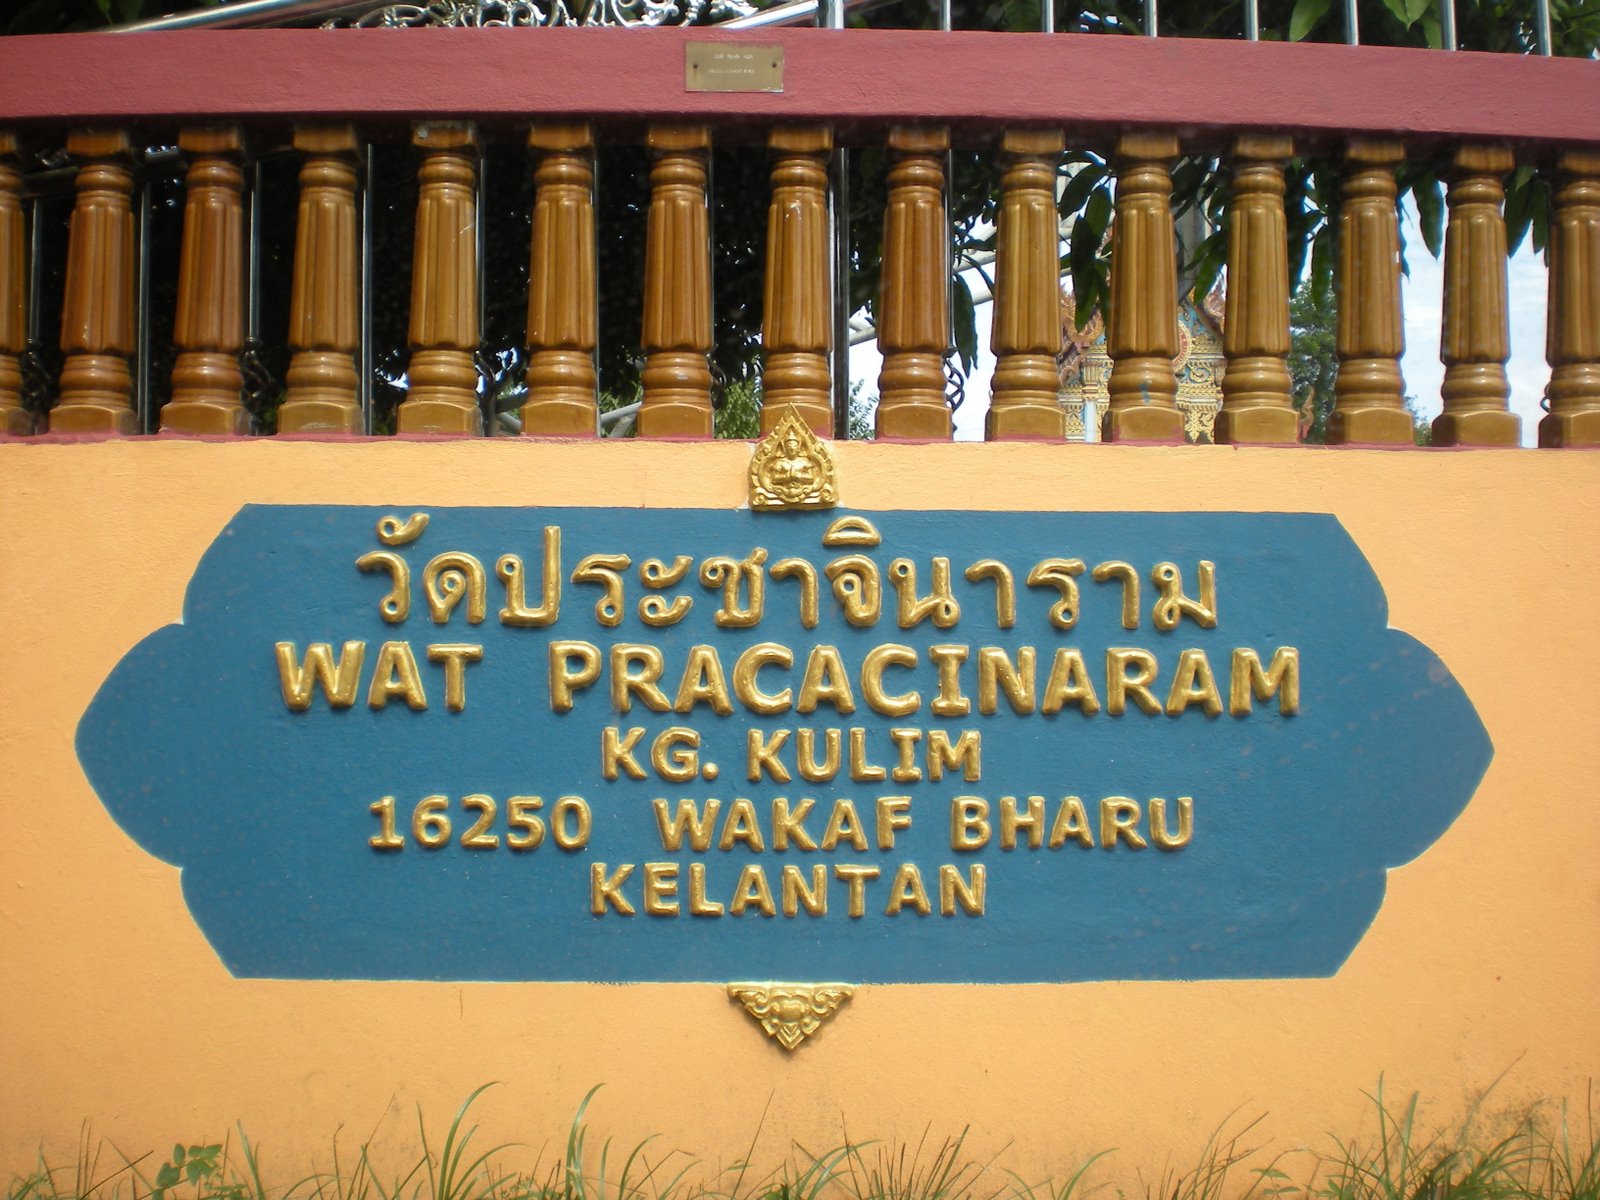 วัดประชาจินาราม
WAT PRACACINARAM
KG. KULIM
16250 WAKAF BHARU
KELANTAN